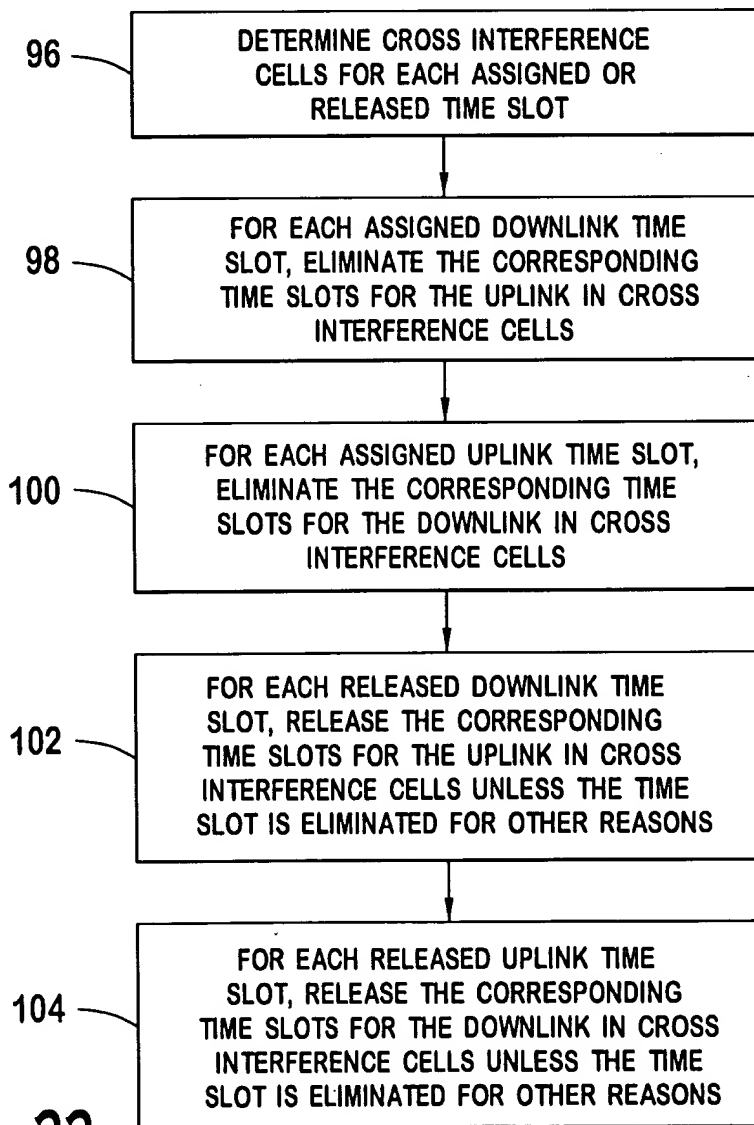 96
DETERMINE CROSS INTERFERENCE
CELLS FOR EACH ASSIGNED OR
RELEASED TIME SLOT
98
FOR EACH ASSIGNED DOWNLINK TIME
SLOT, ELIMINATE THE CORRESPONDING
TIME SLOTS FOR THE UPLINK IN CROSS
INTERFERENCE CELLS
100
FOR EACH ASSIGNED UPLINK TIME SLOT,
ELIMINATE THE CORRESPONDING TIME
SLOTS FOR THE DOWNLINK IN CROSS
INTERFERENCE CELLS
102
FOR EACH RELEASED DOWNLINK TIME
SLOT, RELEASE THE CORRESPONDING
TIME SLOTS FOR THE UPLINK IN CROSS
INTERFERENCE CELLS UNLESS THE TIME
SLOT IS ELIMINATED FOR OTHER REASONS
104
FOR EACH RELEASED UPLINK TIME
SLOT, RELEASE THE CORRESPONDING
TIME SLOTS FOR THE DOWNLINK IN CROSS
INTERFERENCE CELLS UNLESS THE TIME
SLOT IS ELIMINATED FOR OTHER REASONS